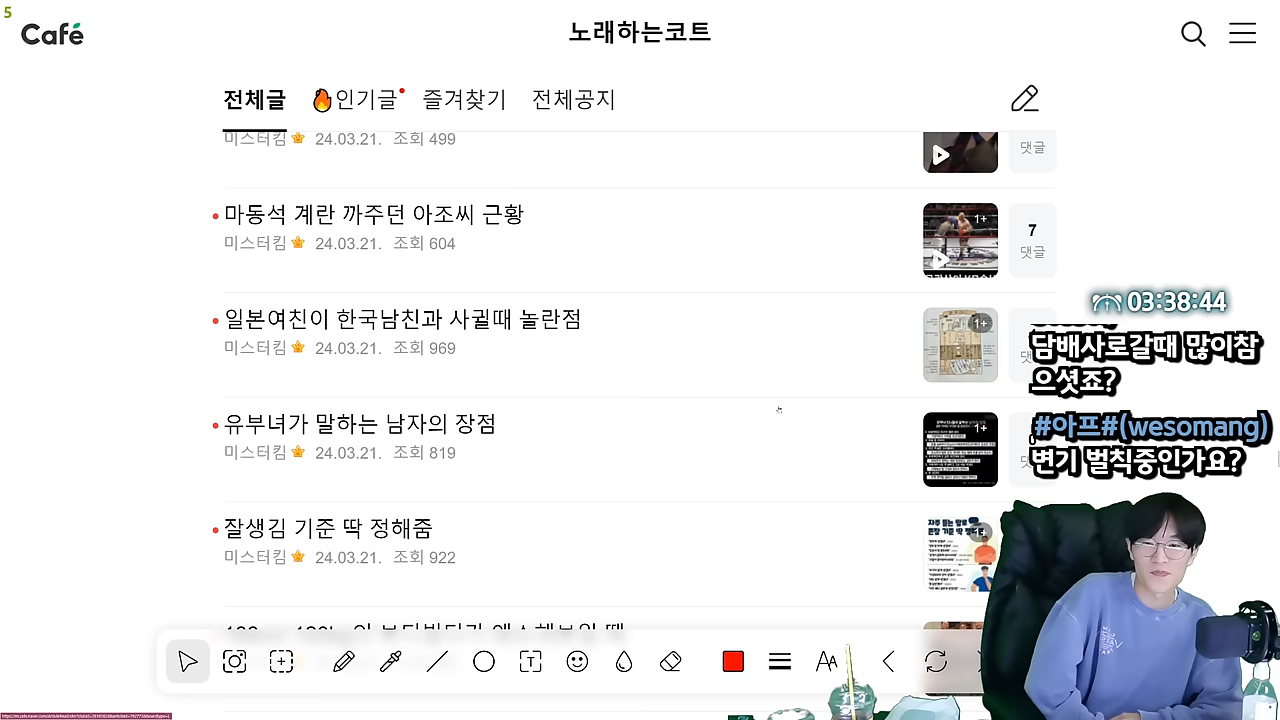 5
Café
노래하는코트
전체글
🔥인기글
즐겨찾기
전체공지
미스터킴 24.03.21. 조회 499
댓글
마동석 계란 까주던 아조씨 근황
미스터킴 24.03.21. 조회 604
1+
7
댓글
일본여친이 한국남친과 사귈때 놀란점
미스터킴 24.03.21. 조회 969
1+
03:38:44
담배사로갈때 많이참
으셧죠?
유부녀가 말하는 남자의 장점
미스터킴 24.03.21. 조회 819
1+
#아프#(wesomang)
변기 벌칙중인가요?
잘생김 기준 딱 정해줌
미스터킴 24.03.21. 조회 922
1+
T
AA